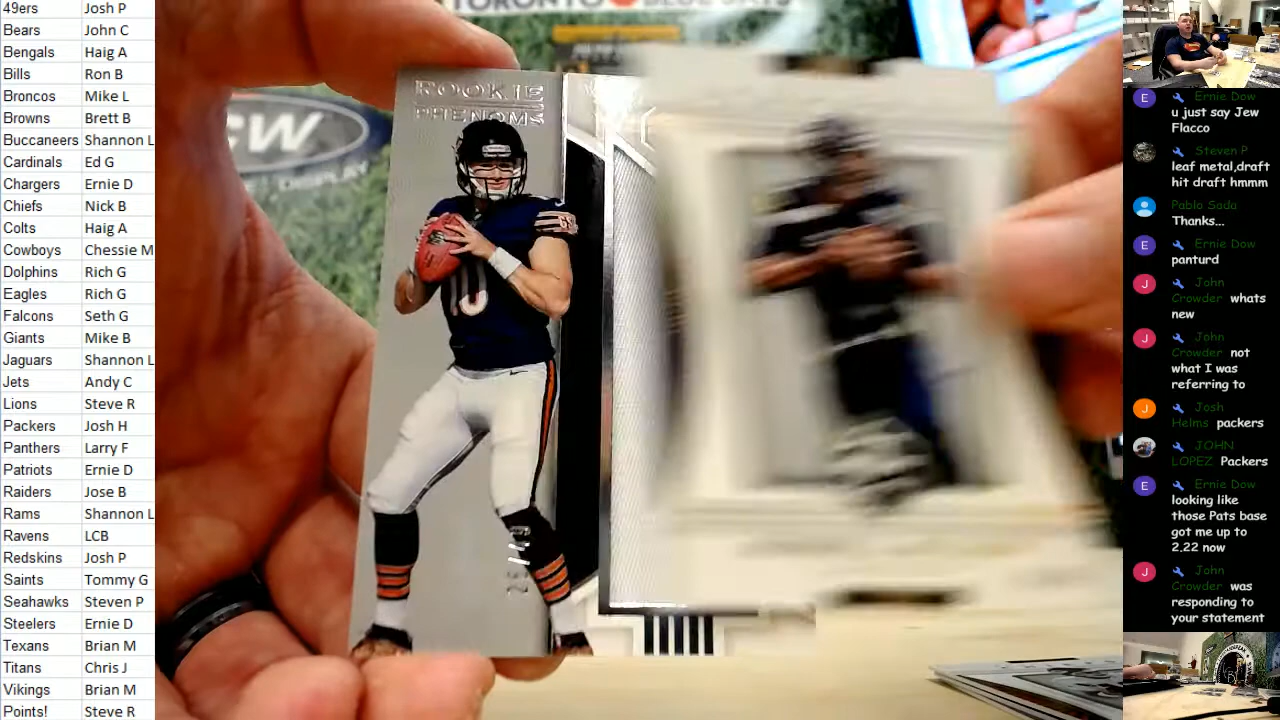 49ers Josh P
Bears John C
Bengals Haig A
Bills Ron B
Broncos Mike L
Browns Brett B
Buccaneers Shannon L
Cardinals Ed G
Chargers Ernie D
Chiefs Nick B
Colts Haig A
Cowboys Chessie M
Dolphins Rich G
Eagles Rich G
Falcons Seth G
Giants Mike B
Jaguars Shannon L
Jets Andy C
Lions Steve R
Packers Josh H
Panthers Larry F
Patriots Ernie D
Raiders Jose B
Rams Shannon L
Ravens LCB
Redskins Josh P
Saints Tommy G
Seahawks Steven P
Steelers Ernie D
Texans Brian M
Titans Chris J
Vikings Brian M
Points! Steve R
TORONTO BLUE JAYS
CW
ROOKIE
PHENOMS
10
E Ernie Dow
u just say Jew
Flacco
Steven P
leaf metal,draft
hit draft hmmm
Pablo Sada
Thanks...
E Ernie Dow
panturd
J John
Crowder whats
new
J John
Crowder not
what I was
referring to
J Josh
Helms packers
JOHN
LOPEZ Packers
E Ernie Dow
looking like
those Pats base
got me up to
2.22 now
J John
Crowder was
responding to
your statement